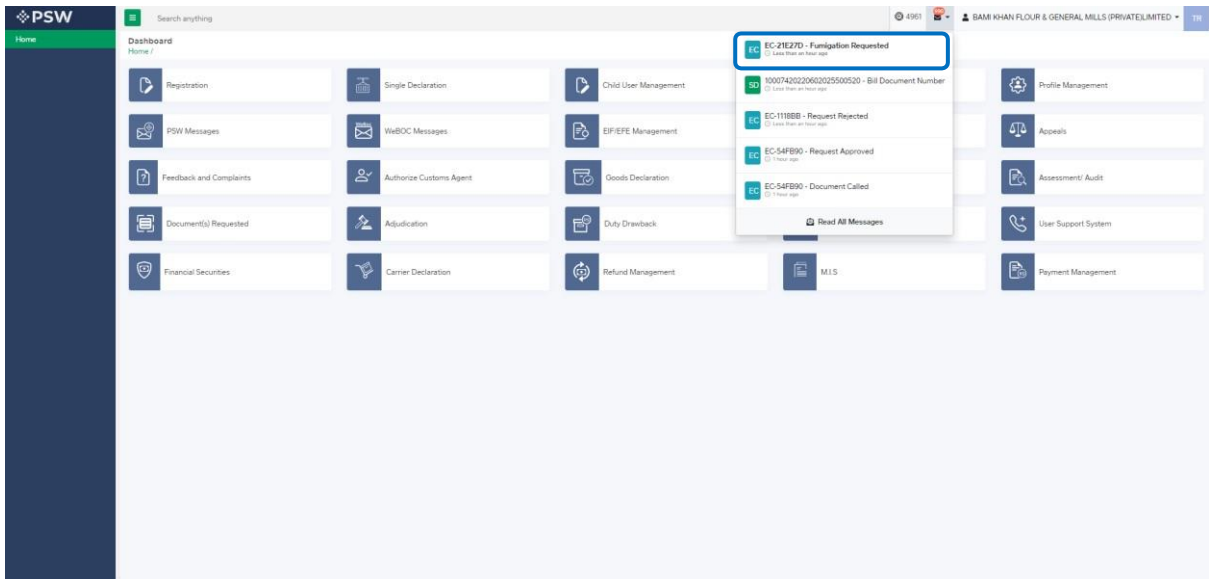 PSW
Search anything
4961
BAMI KHAN FLOUR & GENERAL MILLS (PRIVATE)LIMITED
TR
Home
Dashboard
Home /
EC
EC-21E27D - Fumigation Requested
Less than an hour ago
SD
10007420220602025500520 - Bill Document Number
Less than an hour ago
EC
EC-1118BB - Request Rejected
Less than an hour ago
EC
EC-54FB90 - Request Approved
1 hour ago
EC
EC-54FB90 - Document Called
1 hour ago
Read All Messages
Registration
Single Declaration
Child User Management
Profile Management
PSW Messages
WeBOC Messages
EIF/EFE Management
Appeals
Feedback and Complaints
Authorize Customs Agent
Goods Declaration
Assessment/ Audit
Document(s) Requested
Adjudication
Duty Drawback
User Support System
Financial Securities
Carrier Declaration
Refund Management
M.I.S
Payment Management